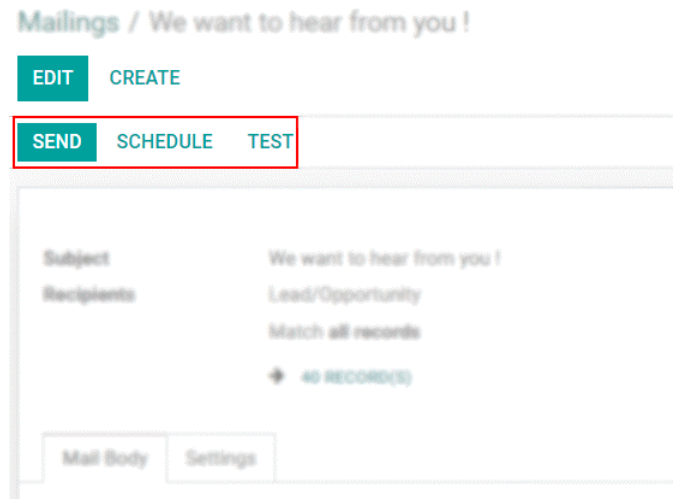 Mailings / We want to hear from you !
EDIT CREATE
SEND SCHEDULE TEST
Subject We want to hear from you !
Recipients Lead/Opportunity
Match all records
40 RECORD(S)
Mail Body Settings